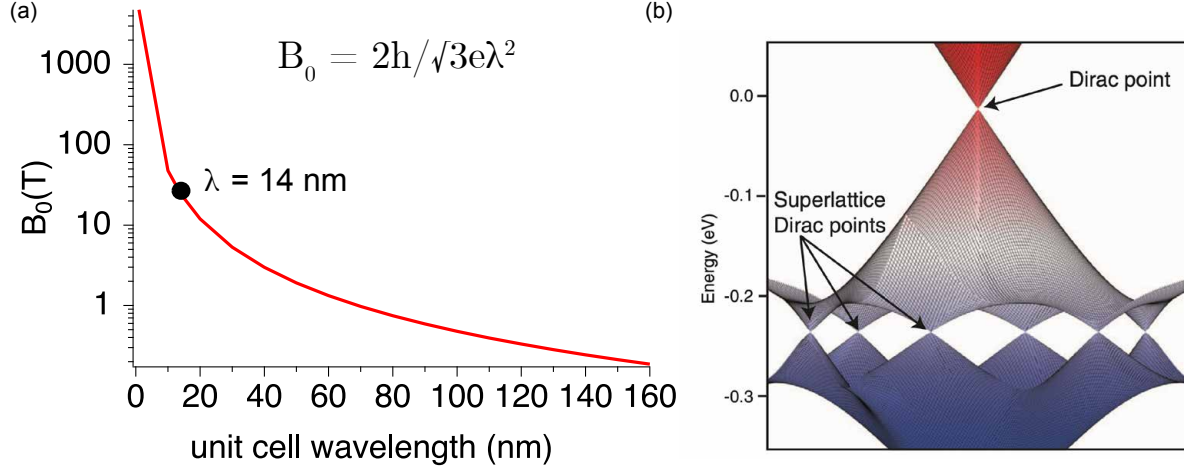 (a)
B₀ = 2h/√3eλ²
1000
100
10
1
B₀(T)
λ = 14 nm
0 20 40 60 80 100 120 140 160
unit cell wavelength (nm)
(b)
0.0
-0.1
-0.2
-0.3
Energy (eV)
Dirac point
Superlattice
Dirac points